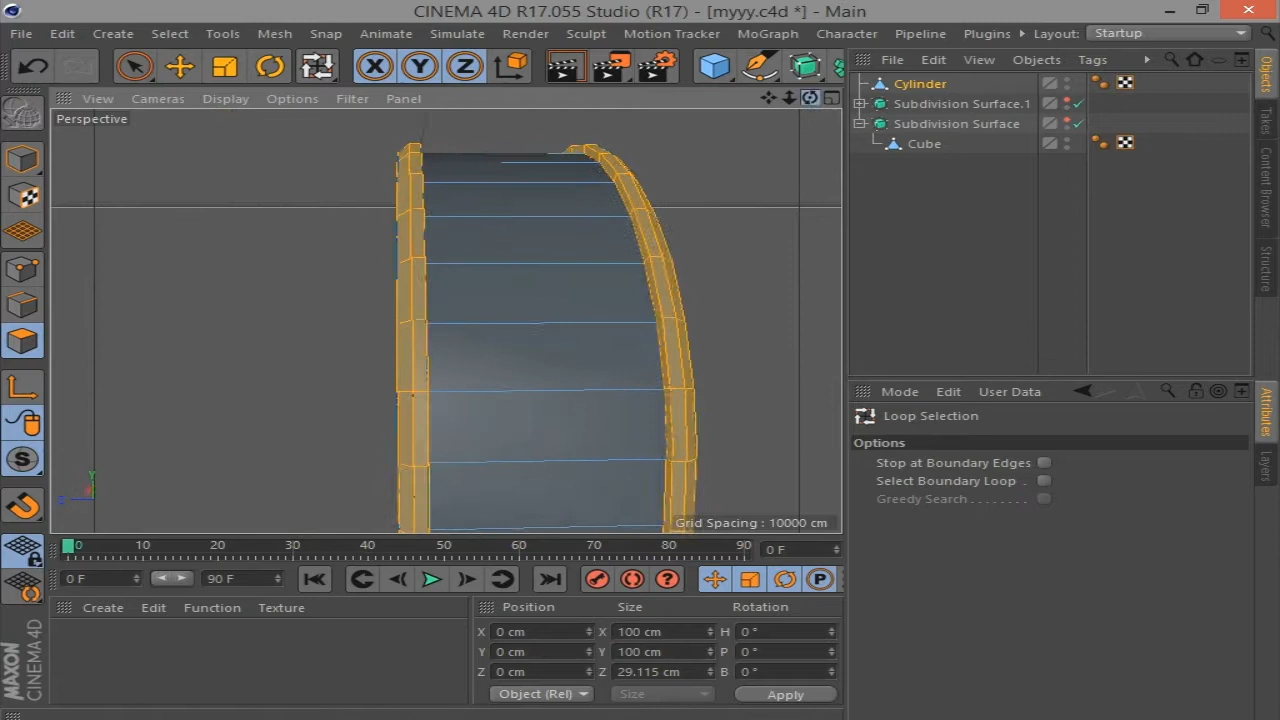 CINEMA 4D R17.055 Studio (R17) - [myyy.c4d *] - Main
File Edit Create Select Tools Mesh Snap Animate Simulate Render Sculpt Motion Tracker MoGraph Character Pipeline Plugins Layout: Startup
X Y Z
View Cameras Display Options Filter Panel
Perspective
File Edit View Objects Tags
Cylinder
Subdivision Surface.1
Subdivision Surface
Cube
Objects
Takes
Content Browser
Structure
Mode Edit User Data
Loop Selection
Options
Stop at Boundary Edges
Select Boundary Loop .
Greedy Search . . . . . . . .
Attributes
Layers
S
Y
Z
Grid Spacing : 10000 cm
0 10 20 30 40 50 60 70 80 90 0 F
0 F 90 F P
Create Edit Function Texture
Position Size Rotation
X 0 cm X 100 cm H 0 °
Y 0 cm Y 100 cm P 0 °
Z 0 cm Z 29.115 cm B 0 °
Object (Rel) Size Apply
MAXON
CINEMA 4D